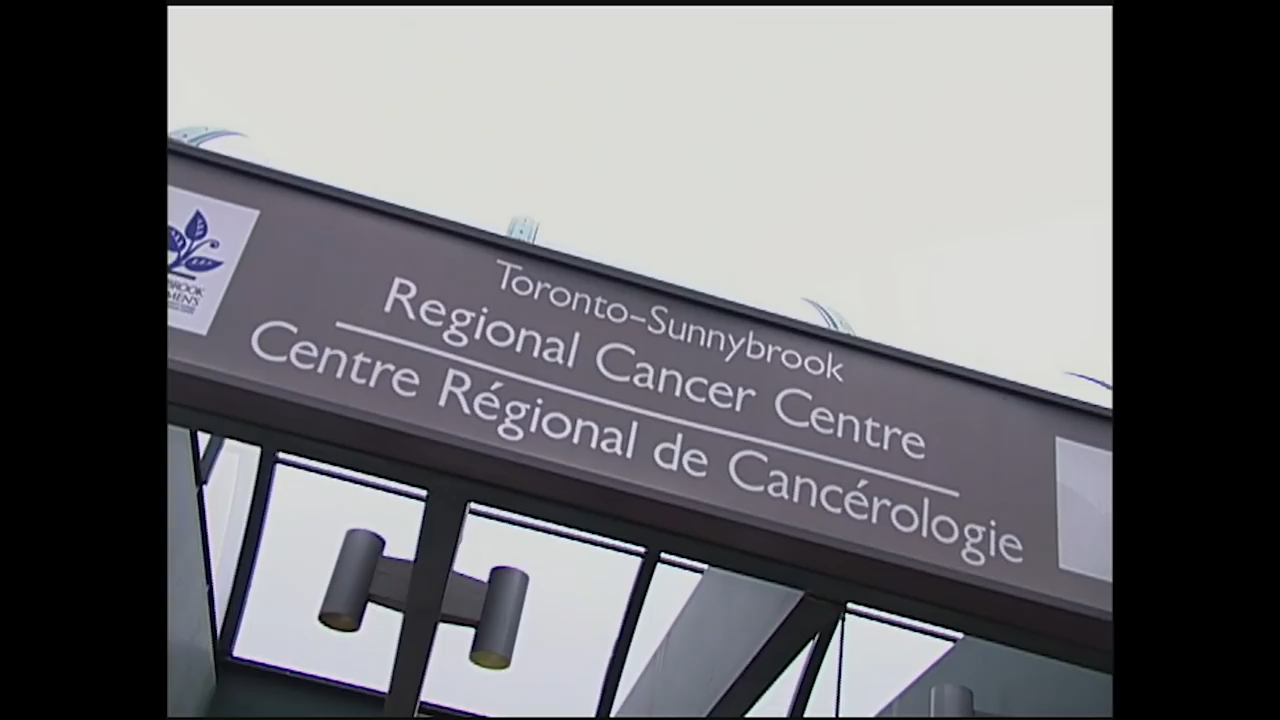 Toronto–Sunnybrook
Regional Cancer Centre
Centre Régional de Cancérologie